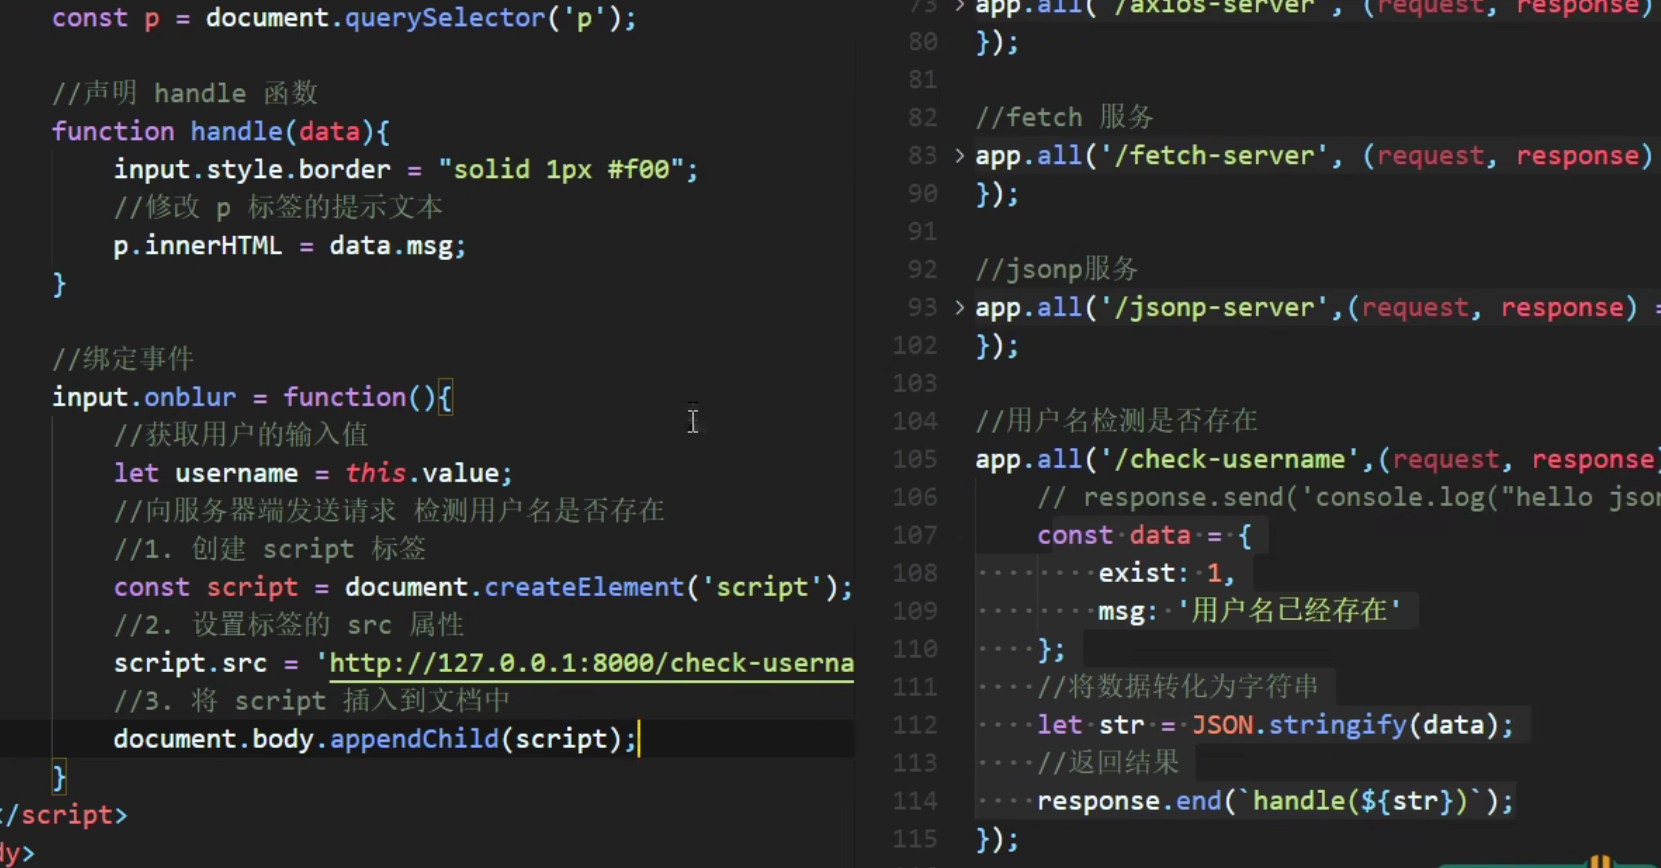 const p = document.querySelector('p');
//声明 handle 函数
function handle(data){
input.style.border = "solid 1px #f00";
//修改 p 标签的提示文本
p.innerHTML = data.msg;
}
//绑定事件
input.onblur = function(){
//获取用户的输入值
let username = this.value;
//向服务器端发送请求 检测用户名是否存在
//1. 创建 script 标签
const script = document.createElement('script');
//2. 设置标签的 src 属性
script.src = 'http://127.0.0.1:8000/check-userna
//3. 将 script 插入到文档中
document.body.appendChild(script);
}
</script>
dy>
73 app.all('/axios-server', (request, response)
80 });
81
82 //fetch 服务
83 app.all('/fetch-server', (request, response)
90 });
91
92 //jsonp服务
93 app.all('/jsonp-server',(request, response) =
102 });
103
104 //用户名检测是否存在
105 app.all('/check-username',(request, response)
106 // response.send('console.log("hello json
107 const data = {
108 exist: 1,
109 msg: '用户名已经存在'
110 };
111 //将数据转化为字符串
112 let str = JSON.stringify(data);
113 //返回结果
114 response.end(`handle(${str})`);
115 });